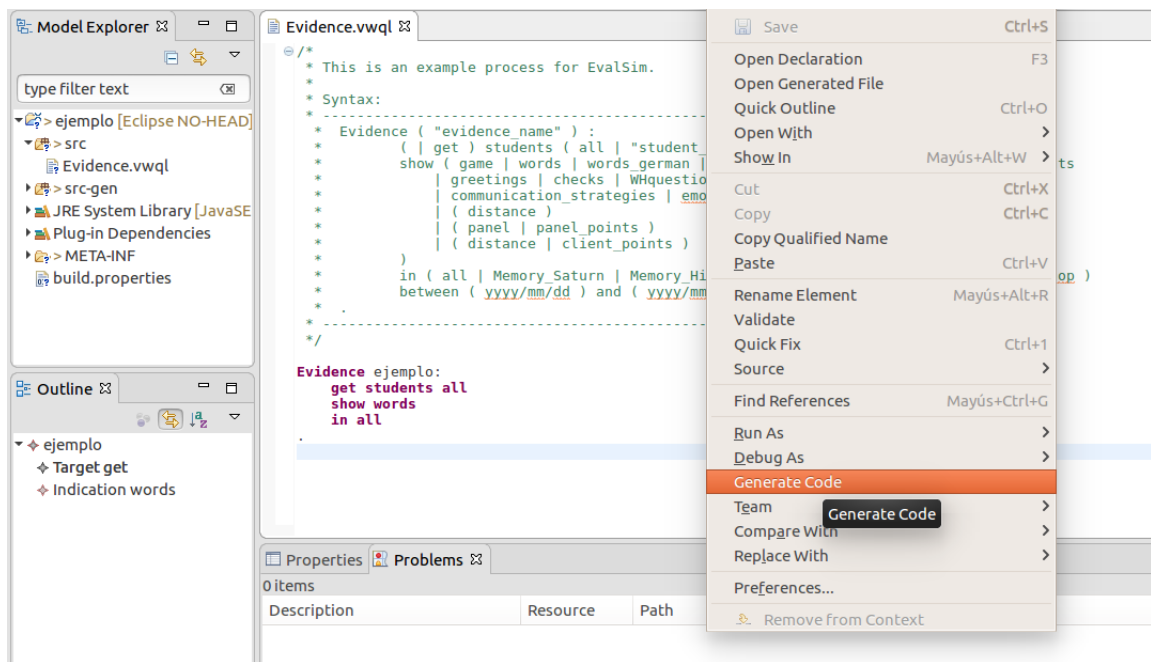 Model Explorer
type filter text
> ejemplo [Eclipse NO-HEAD]
> src
Evidence.vwql
> src-gen
JRE System Library [JavaSE
Plug-in Dependencies
> META-INF
build.properties
Outline
ejemplo
Target get
Indication words
Evidence.vwql
/*
* This is an example process for EvalSim.
*
* Syntax:
* ---------------------------------------------
* Evidence ( "evidence_name" ) :
* ( | get ) students ( all | "student_
* show ( game | words | words_german |
ts
* | greetings | checks | WHquestio
* | communication_strategies | emo
* | ( distance )
* | ( panel | panel_points )
* | ( distance | client_points )
* )
* in ( all | Memory_Saturn | Memory_Hi
op )
* between ( yyyy/mm/dd ) and ( yyyy/mm
* .
* ---------------------------------------------
*/
Evidence ejemplo:
get students all
show words
in all
.
Properties
Problems
0 items
Description Resource Path
Save Ctrl+S
Open Declaration F3
Open Generated File
Quick Outline Ctrl+O
Open With
Show In Mayús+Alt+W
Cut Ctrl+X
Copy Ctrl+C
Copy Qualified Name
Paste Ctrl+V
Rename Element Mayús+Alt+R
Validate
Quick Fix Ctrl+1
Source
Find References Mayús+Ctrl+G
Run As
Debug As
Generate Code
Team
Generate Code
Compare With
Replace With
Preferences...
Remove from Context